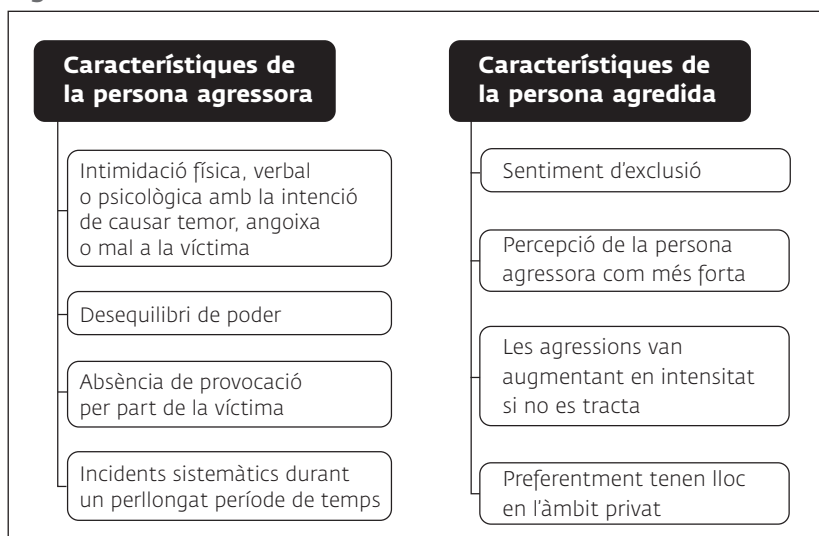 Característiques de
la persona agressora
Intimidació física, verbal
o psicològica amb la intenció
de causar temor, angoixa
o mal a la víctima
Desequilibri de poder
Absència de provocació
per part de la víctima
Incidents sistemàtics durant
un perllongat període de temps
Característiques de
la persona agredida
Sentiment d'exclusió
Percepció de la persona
agressora com més forta
Les agressions van
augmentant en intensitat
si no es tracta
Preferentment tenen lloc
en l'àmbit privat